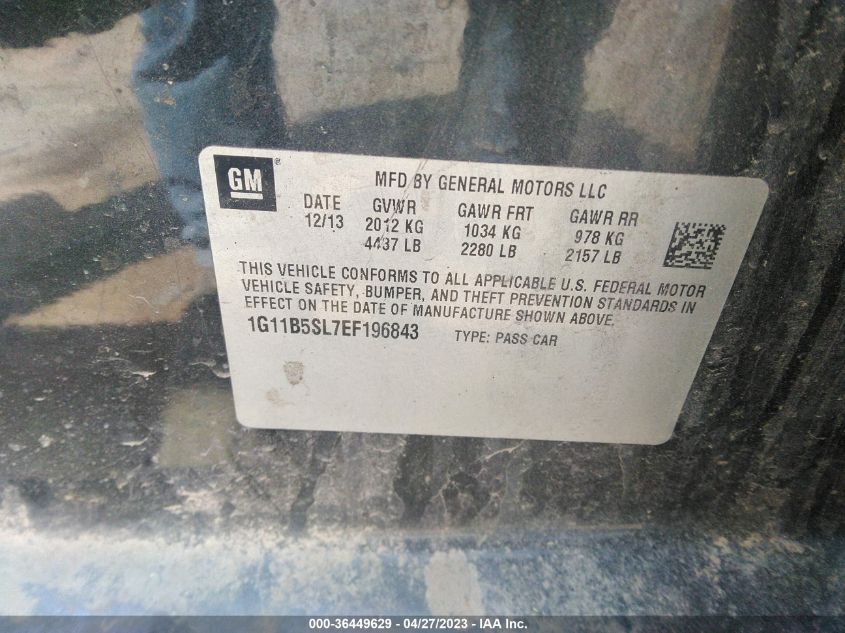 GM ®
MFD BY GENERAL MOTORS LLC
DATE GVWR GAWR FRT GAWR RR
12/13 2012 KG 1034 KG 978 KG
4437 LB 2280 LB 2157 LB
THIS VEHICLE CONFORMS TO ALL APPLICABLE U.S. FEDERAL MOTOR
VEHICLE SAFETY, BUMPER, AND THEFT PREVENTION STANDARDS IN
EFFECT ON THE DATE OF MANUFACTURE SHOWN ABOVE.
1G11B5SL7EF196843 TYPE: PASS CAR
000-36449629 - 04/27/2023 - IAA Inc.